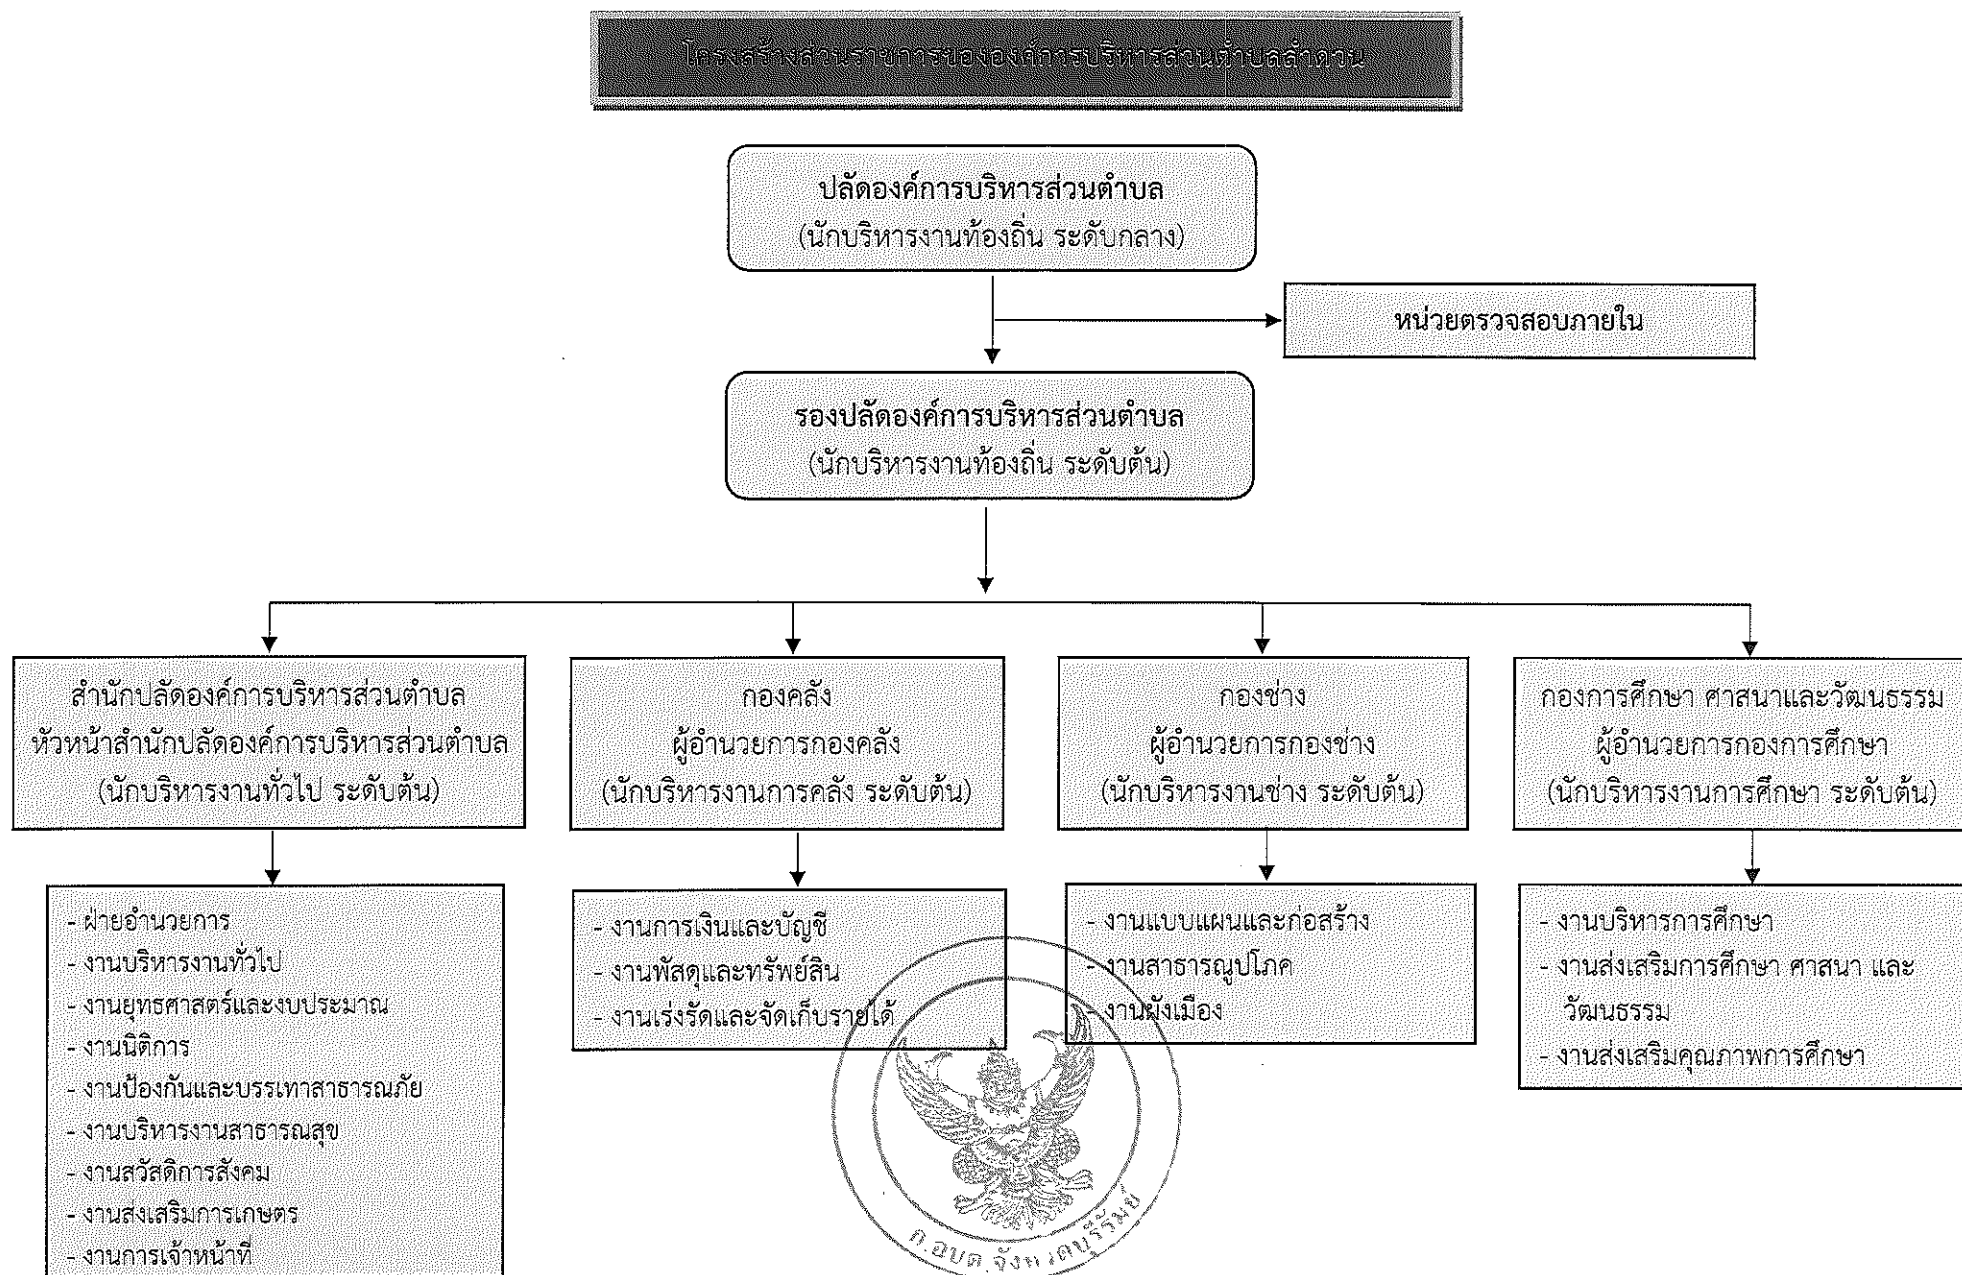 โครงสร้างส่วนราชการขององค์การบริหารส่วนตำบลลำดวน
ปลัดองค์การบริหารส่วนตำบล
(นักบริหารงานท้องถิ่น ระดับกลาง)
หน่วยตรวจสอบภายใน
รองปลัดองค์การบริหารส่วนตำบล
(นักบริหารงานท้องถิ่น ระดับต้น)
สำนักปลัดองค์การบริหารส่วนตำบล
หัวหน้าสำนักปลัดองค์การบริหารส่วนตำบล
(นักบริหารงานทั่วไป ระดับต้น)
กองคลัง
ผู้อำนวยการกองคลัง
(นักบริหารงานการคลัง ระดับต้น)
กองช่าง
ผู้อำนวยการกองช่าง
(นักบริหารงานช่าง ระดับต้น)
กองการศึกษา ศาสนาและวัฒนธรรม
ผู้อำนวยการกองการศึกษา
(นักบริหารงานการศึกษา ระดับต้น)
- ฝ่ายอำนวยการ
- งานบริหารงานทั่วไป
- งานยุทธศาสตร์และงบประมาณ
- งานนิติการ
- งานป้องกันและบรรเทาสาธารณภัย
- งานบริหารงานสาธารณสุข
- งานสวัสดิการสังคม
- งานส่งเสริมการเกษตร
- งานการเจ้าหน้าที่
- งานการเงินและบัญชี
- งานพัสดุและทรัพย์สิน
- งานเร่งรัดและจัดเก็บรายได้
- งานแบบแผนและก่อสร้าง
- งานสาธารณูปโภค
- งานผังเมือง
- งานบริหารการศึกษา
- งานส่งเสริมการศึกษา ศาสนา และ
วัฒนธรรม
- งานส่งเสริมคุณภาพการศึกษา
ก.อบต.จังหวัดบุรีรัมย์